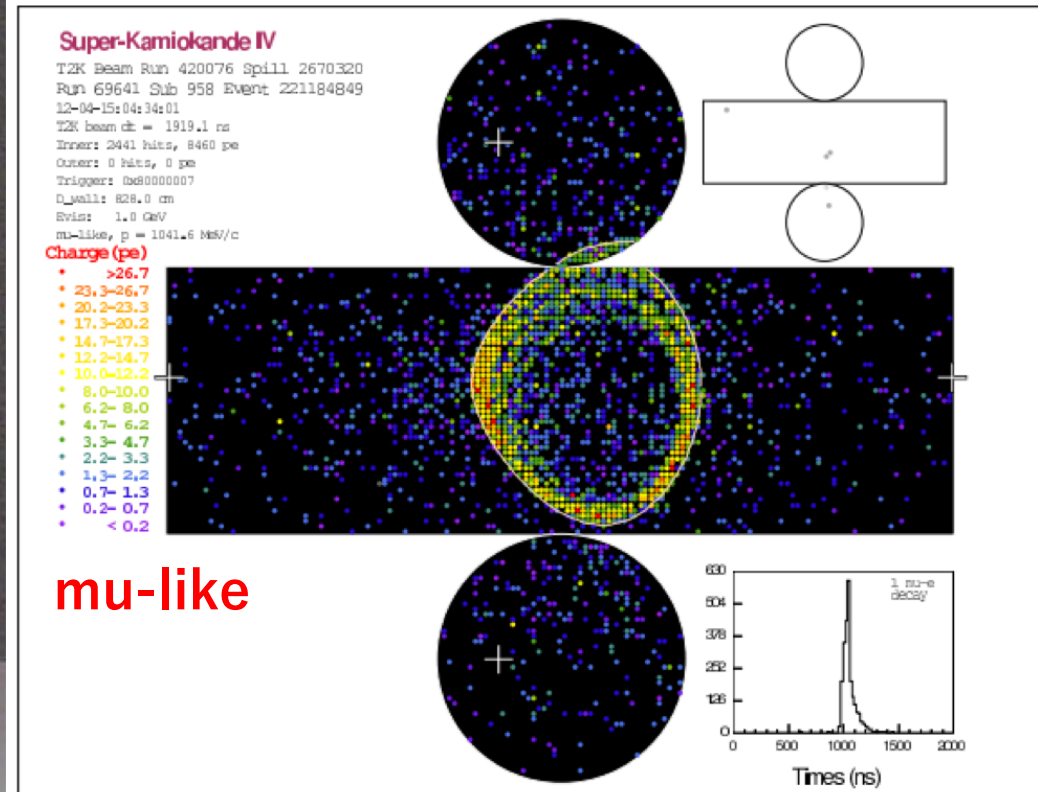 Super-Kamiokande IV
T2K Beam Run 420076 Spill 2670320
Run 69641 Sub 958 Event 221184849
12-04-15:04:34:01
T2K beam dt = 1919.1 ns
Inner: 2441 hits, 8460 pe
Outer: 0 hits, 0 pe
Trigger: 0x80000007
D_wall: 828.0 cm
Evis: 1.0 GeV
mu-like, p = 1041.6 MeV/c
Charge(pe)
>26.7
23.3-26.7
20.2-23.3
17.3-20.2
14.7-17.3
12.2-14.7
10.0-12.2
8.0-10.0
6.2- 8.0
4.7- 6.2
3.3- 4.7
2.2- 3.3
1.3- 2.2
0.7- 1.3
0.2- 0.7
< 0.2
mu-like
1 mu-e
decay
630
504
378
252
126
0
0 500 1000 1500 2000
Times (ns)